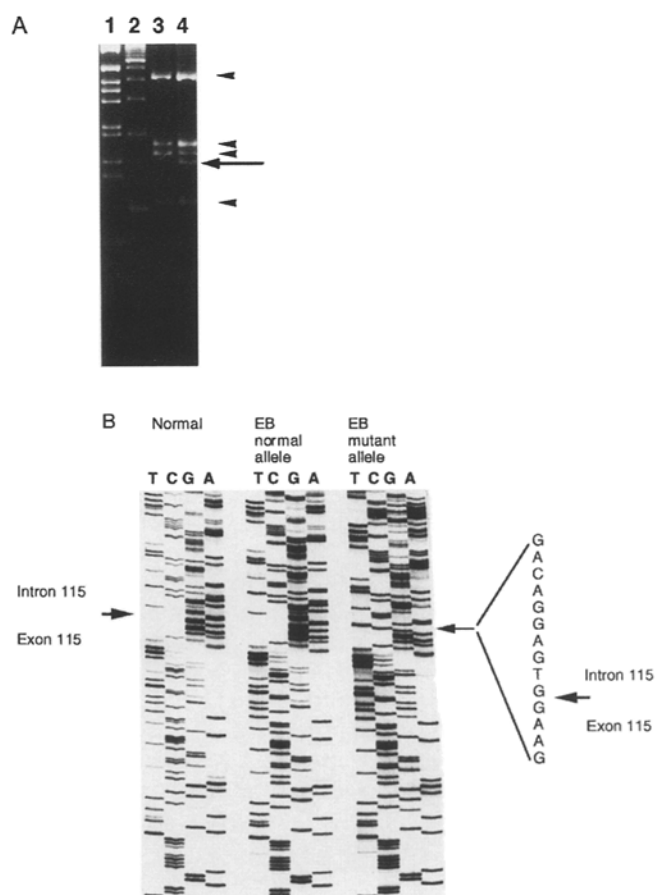 A
1 2 3 4
B
Normal
EB
normal
allele
EB
mutant
allele
T C G A
T C G A
T C G A
Intron 115
Exon 115
G
A
C
A
G
G
A
G
T
G
G
A
A
G
Intron 115
Exon 115